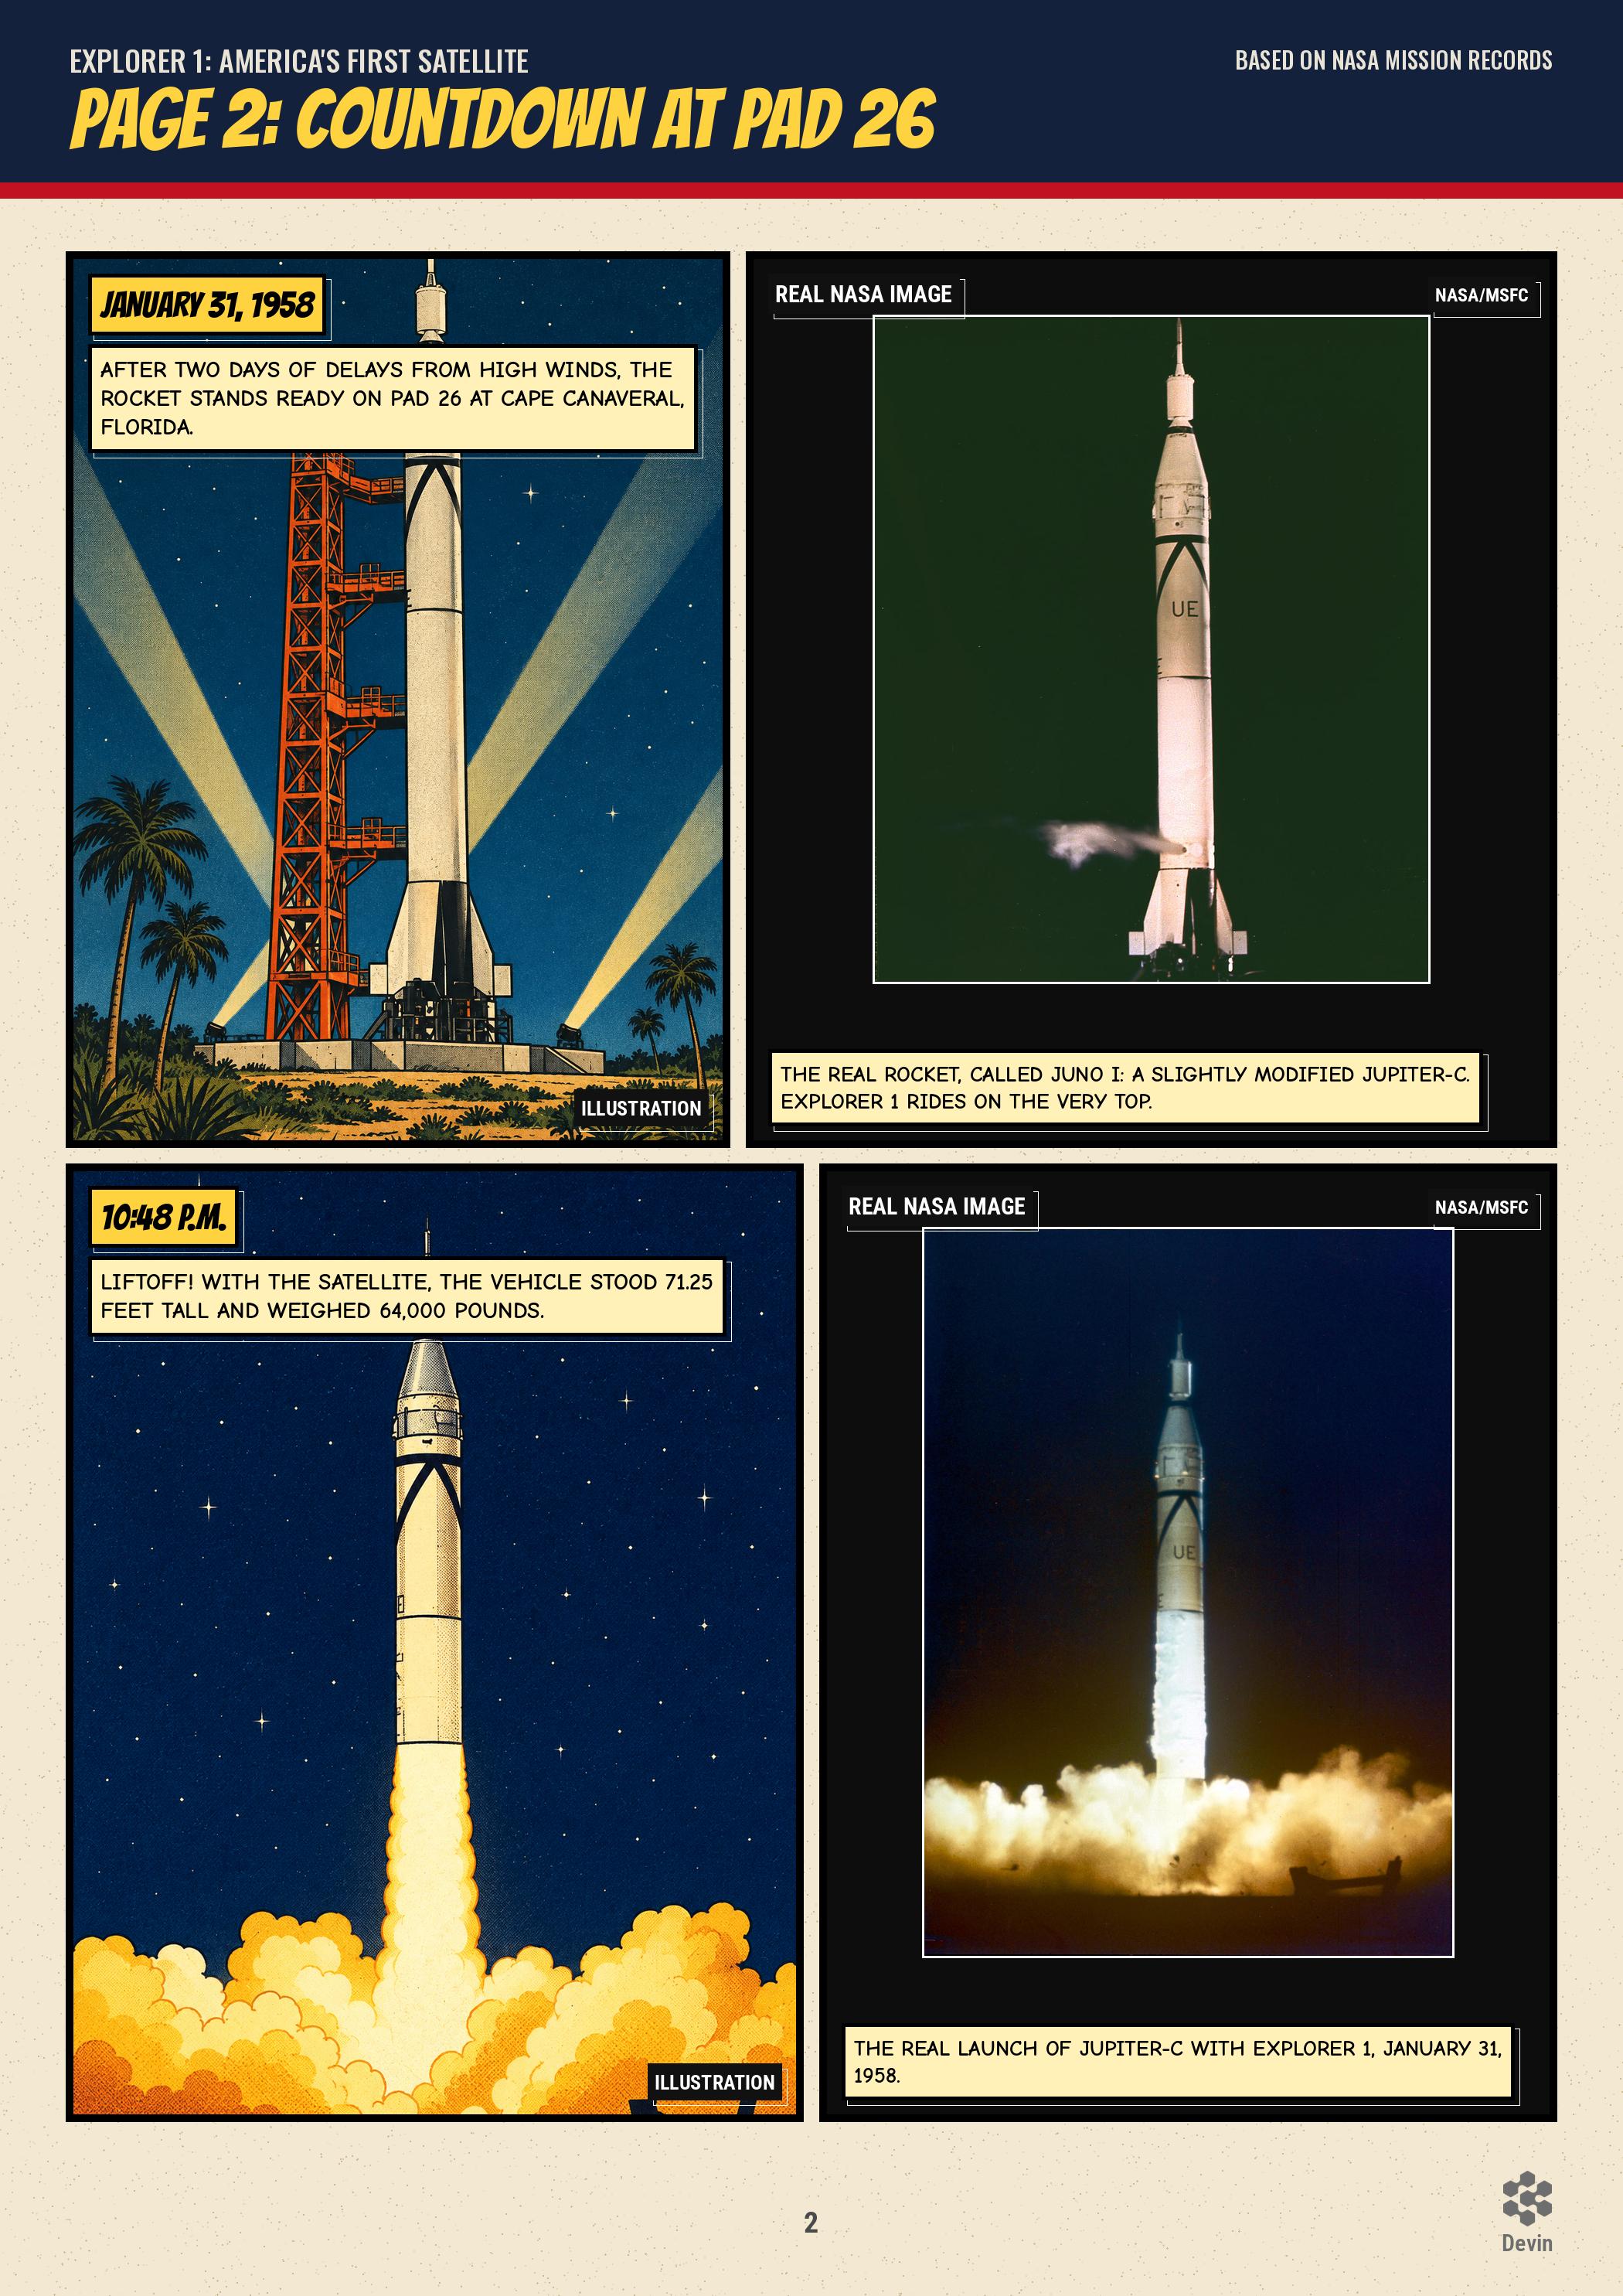 EXPLORER 1: AMERICA'S FIRST SATELLITE
BASED ON NASA MISSION RECORDS
PAGE 2: COUNTDOWN AT PAD 26
JANUARY 31, 1958
AFTER TWO DAYS OF DELAYS FROM HIGH WINDS, THE
ROCKET STANDS READY ON PAD 26 AT CAPE CANAVERAL,
FLORIDA.
ILLUSTRATION
REAL NASA IMAGE
NASA/MSFC
UE
THE REAL ROCKET, CALLED JUNO I: A SLIGHTLY MODIFIED JUPITER-C.
EXPLORER 1 RIDES ON THE VERY TOP.
10:48 P.M.
LIFTOFF! WITH THE SATELLITE, THE VEHICLE STOOD 71.25
FEET TALL AND WEIGHED 64,000 POUNDS.
ILLUSTRATION
REAL NASA IMAGE
NASA/MSFC
UE
THE REAL LAUNCH OF JUPITER-C WITH EXPLORER 1, JANUARY 31,
1958.
2
Devin